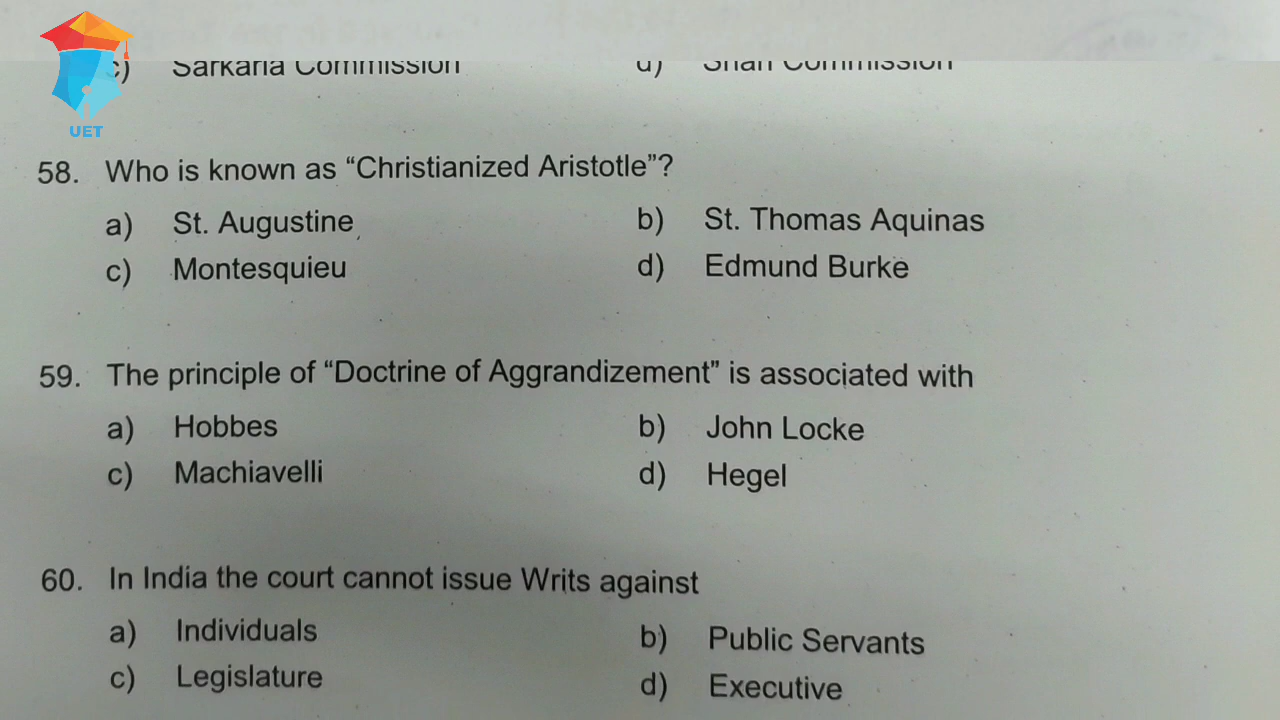 UET
c) Sarkaria Commission d) Shah Commission
58. Who is known as “Christianized Aristotle”?
a) St. Augustine b) St. Thomas Aquinas
c) Montesquieu d) Edmund Burke
59. The principle of “Doctrine of Aggrandizement” is associated with
a) Hobbes b) John Locke
c) Machiavelli d) Hegel
60. In India the court cannot issue Writs against
a) Individuals b) Public Servants
c) Legislature d) Executive